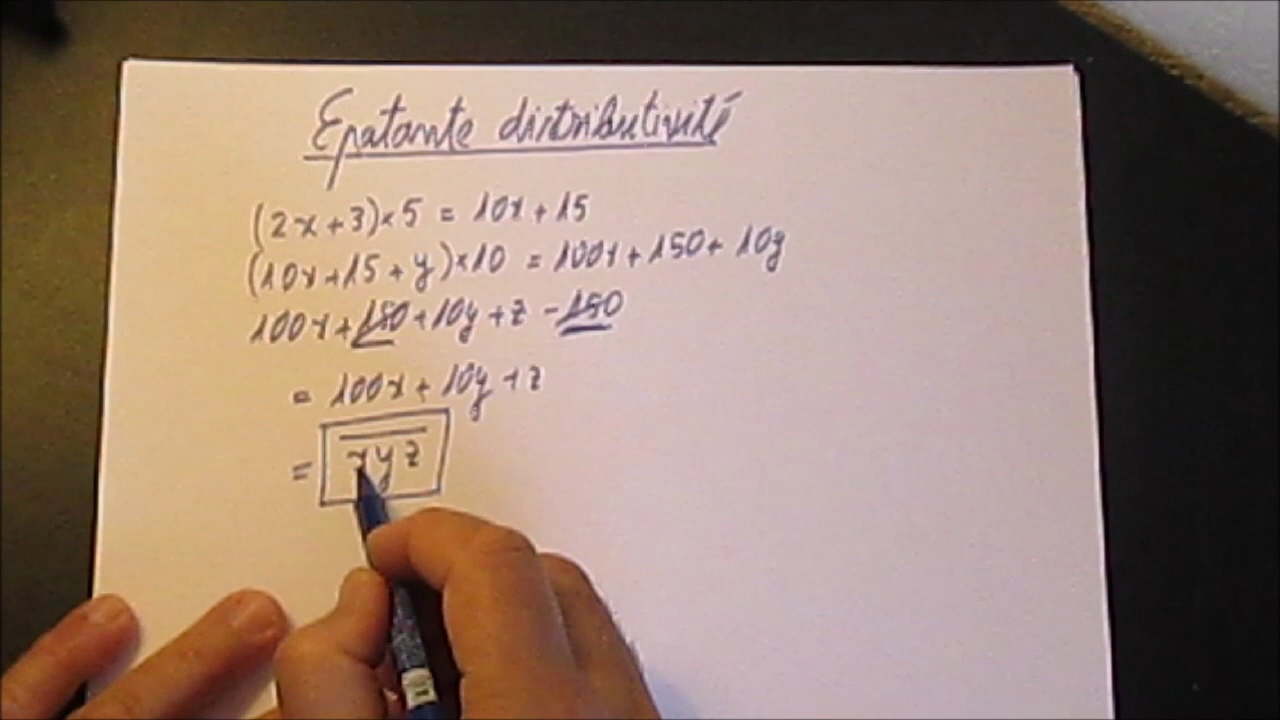 Epatante distributivité
(2x+3)×5 = 10x+15
(10x+15+y)×10 = 100x+150+10y
100x+150+10y+z-150
= 100x+10y+z
= xyz